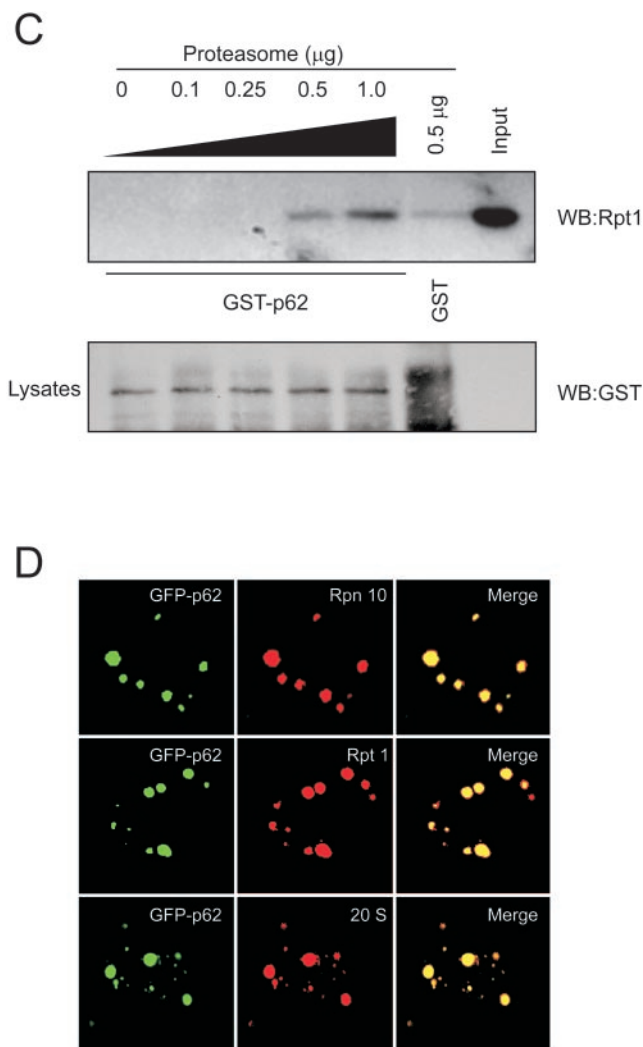 C
Proteasome (μg)
0 0.1 0.25 0.5 1.0 0.5 μg Input
WB:Rpt1
GST-p62 GST
Lysates WB:GST
D
GFP-p62 Rpn 10 Merge
GFP-p62 Rpt 1 Merge
GFP-p62 20 S Merge